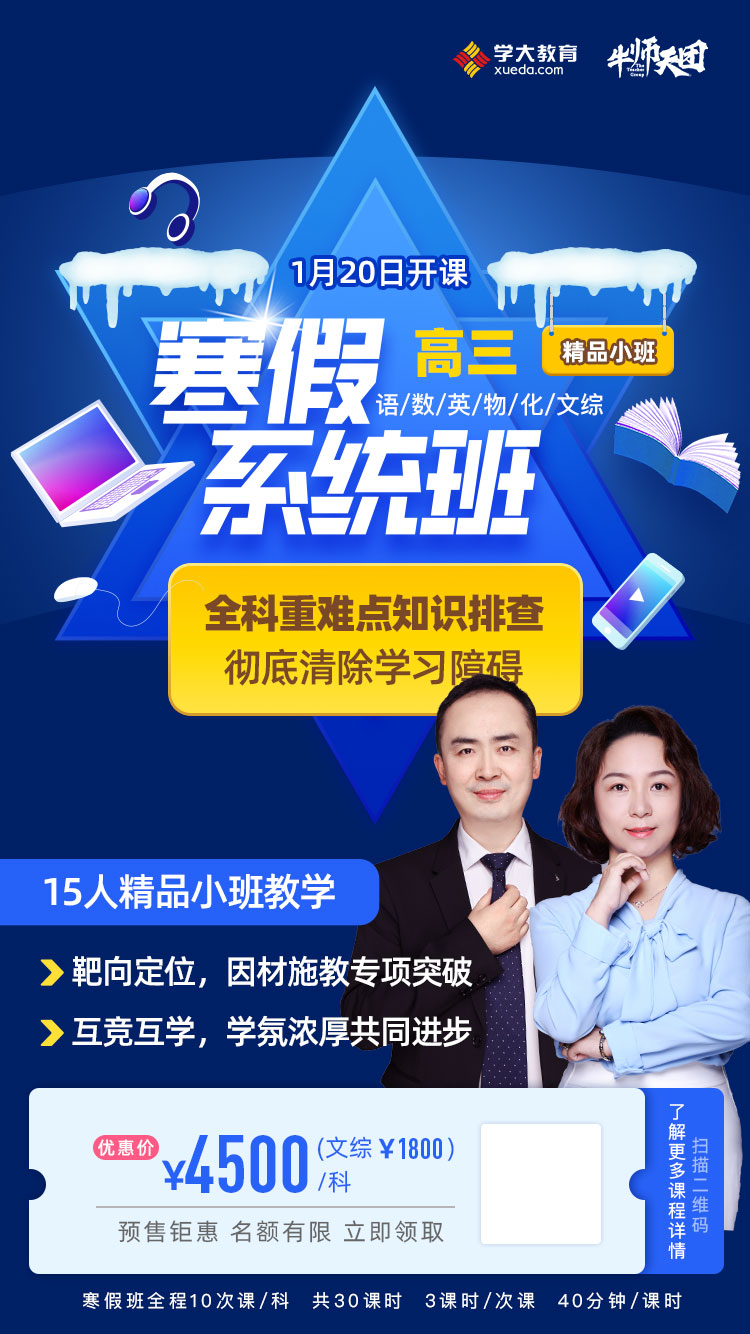 学大教育
xueda.com
牛师天团
The
Teacher
Group
1月20日开课
寒假
高三
精品小班
语/数/英/物/化/文综
系统班
全科重难点知识排查
彻底清除学习障碍
15人精品小班教学
靶向定位，因材施教专项突破
互竞互学，学氛浓厚共同进步
优惠价
¥4500
(文综¥1800)
/科
预售钜惠 名额有限 立即领取
扫描二维码
了解更多课程详情
寒假班全程10次课/科 共30课时 3课时/次课 40分钟/课时